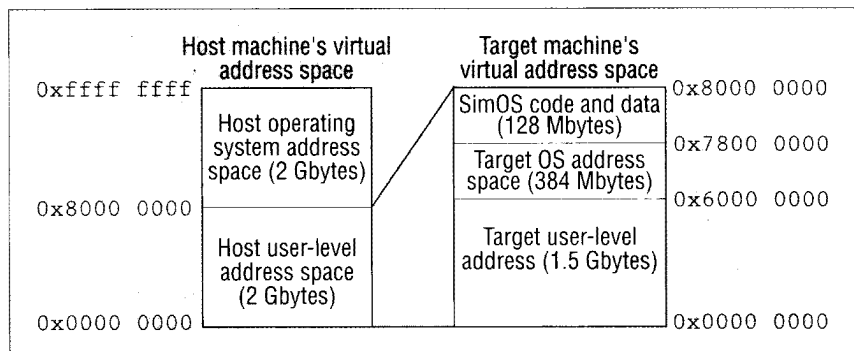 Host machine's virtual
address space
0xffff ffff
Host operating
system address
space (2 Gbytes)
0x8000 0000
Host user-level
address space
(2 Gbytes)
0x0000 0000
Target machine's
virtual address space
0x8000 0000
SimOS code and data
(128 Mbytes)
0x7800 0000
Target OS address
space (384 Mbytes)
0x6000 0000
Target user-level
address (1.5 Gbytes)
0x0000 0000